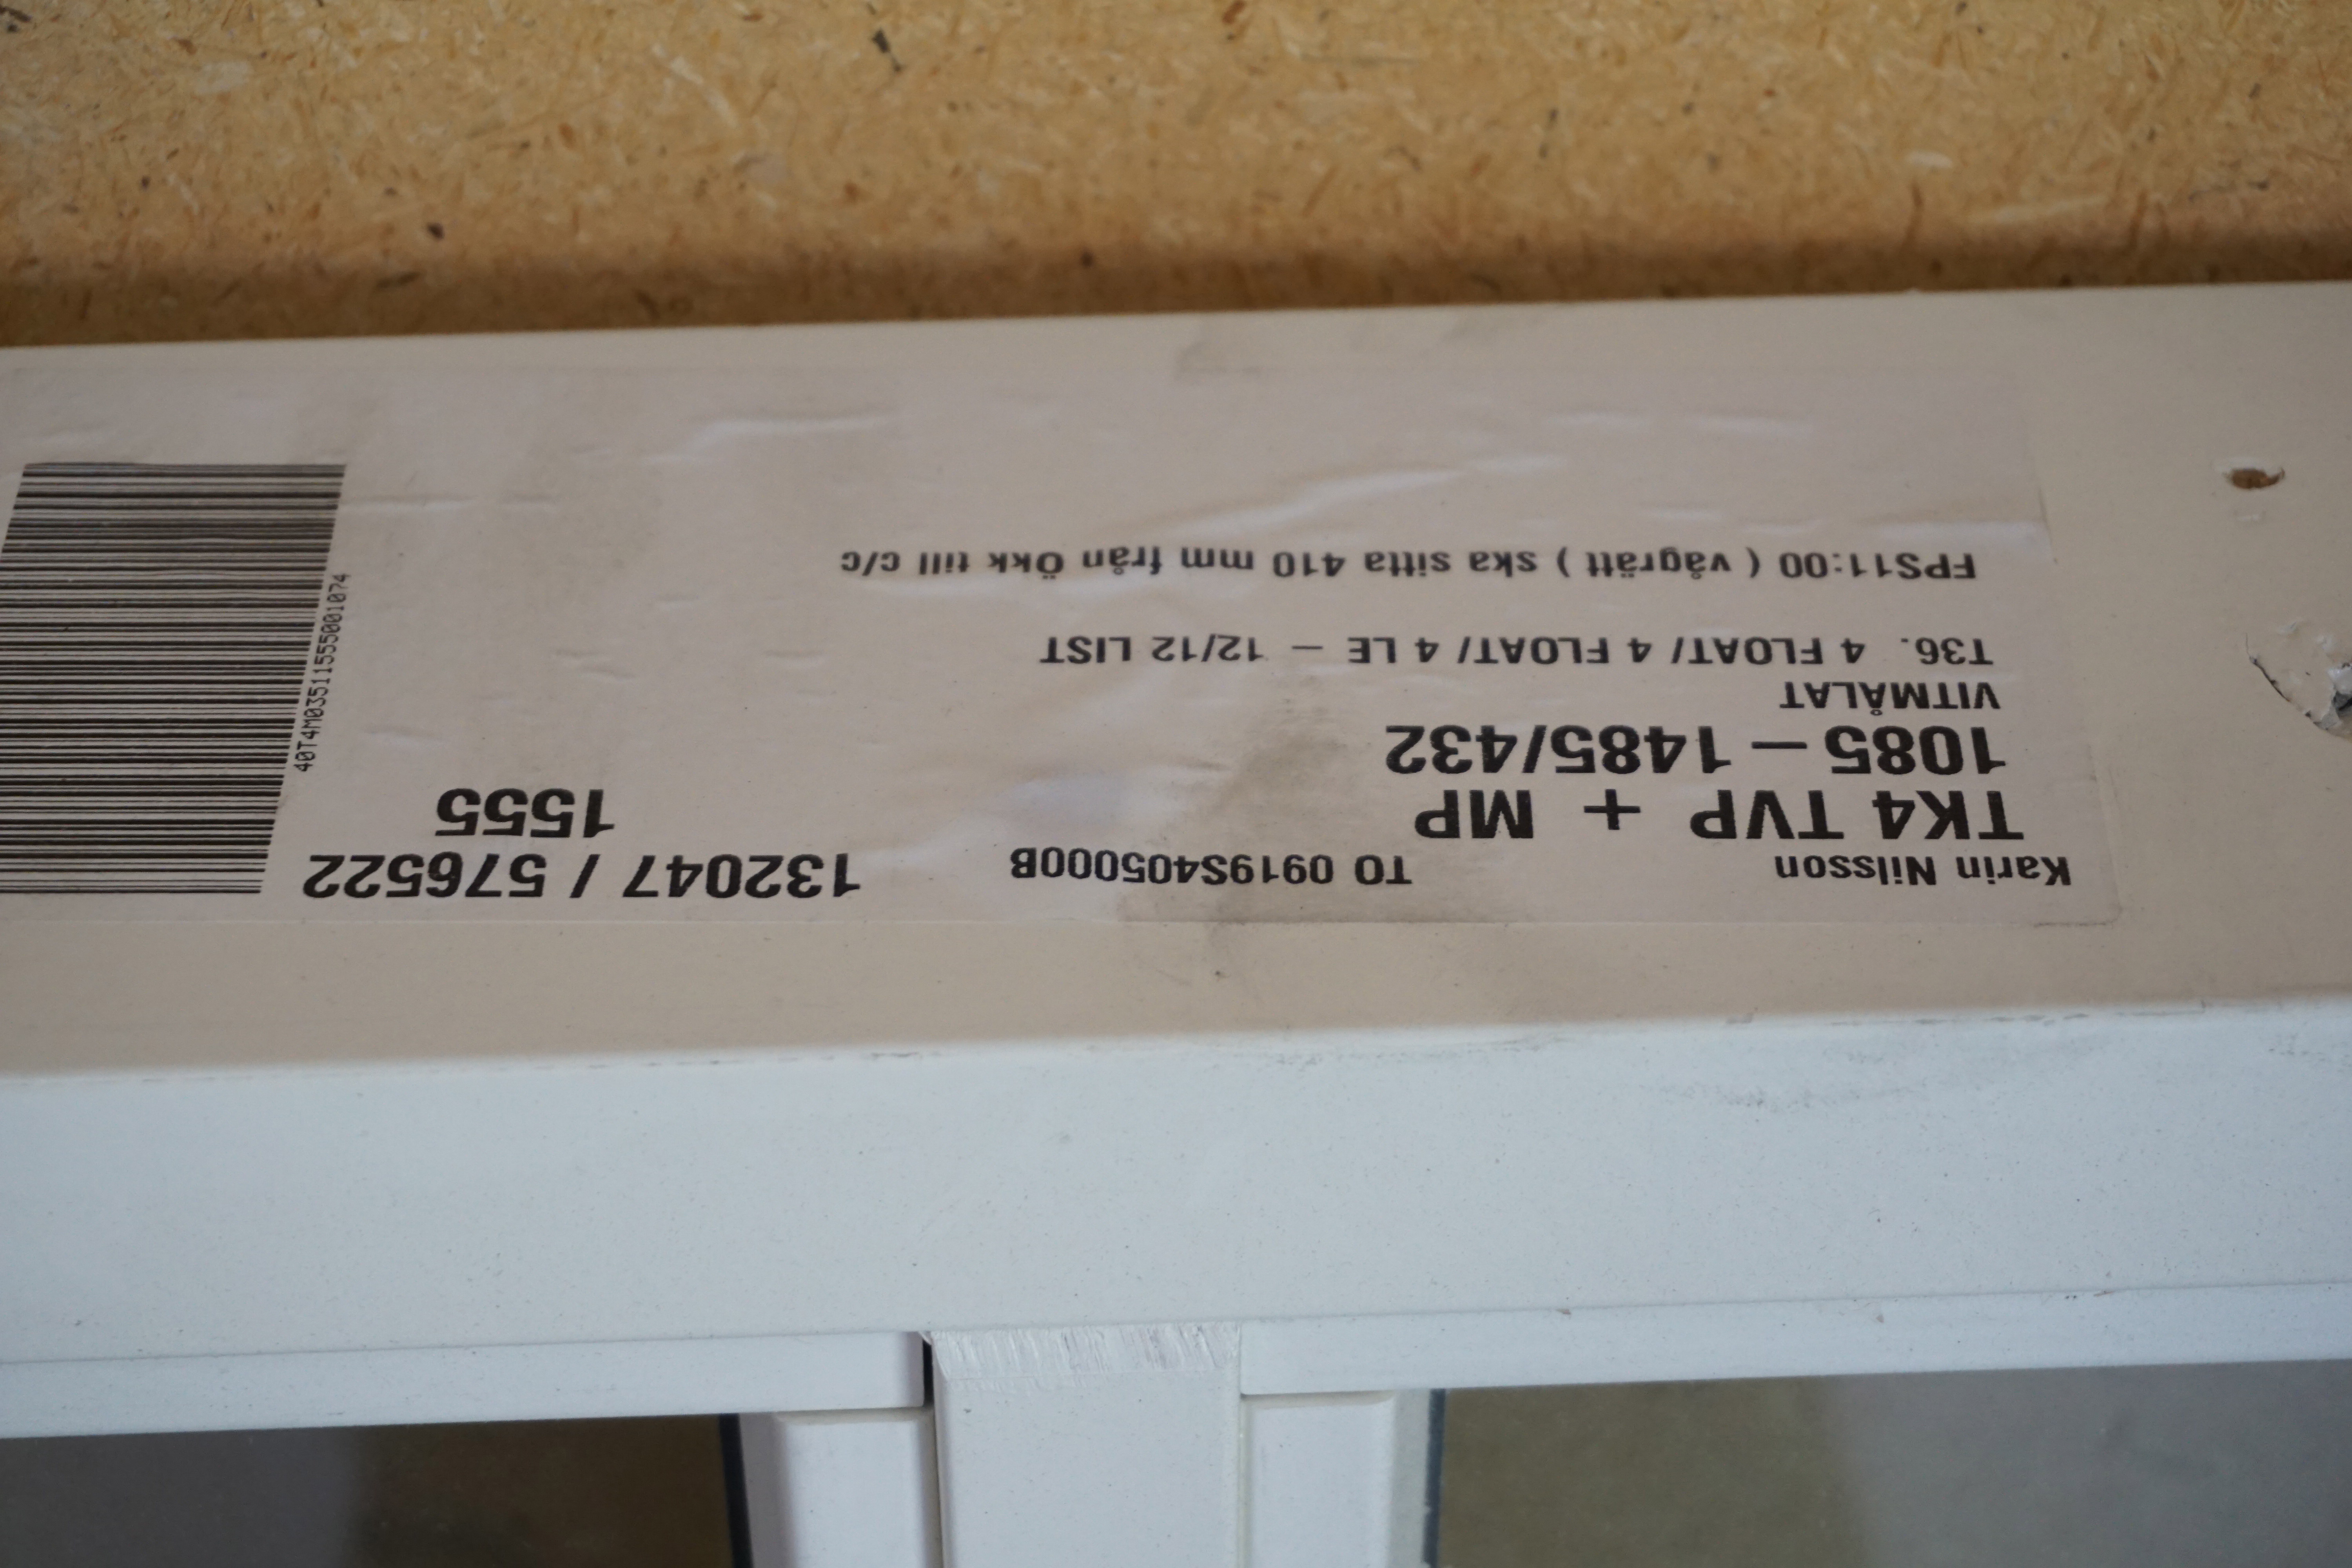 Karin Nilsson TO 0919S405000B 132047 / 576522
TK4 TVP + MP 1555
1085 – 1485/432
VITMÅLAT
T36. 4 FLOAT/ 4 FLOAT/ 4 LE – 12/12 LIST
FPS11:00 ( vågrätt ) ska sitta 410 mm från Ökk till c/c
40T4M03511555001074